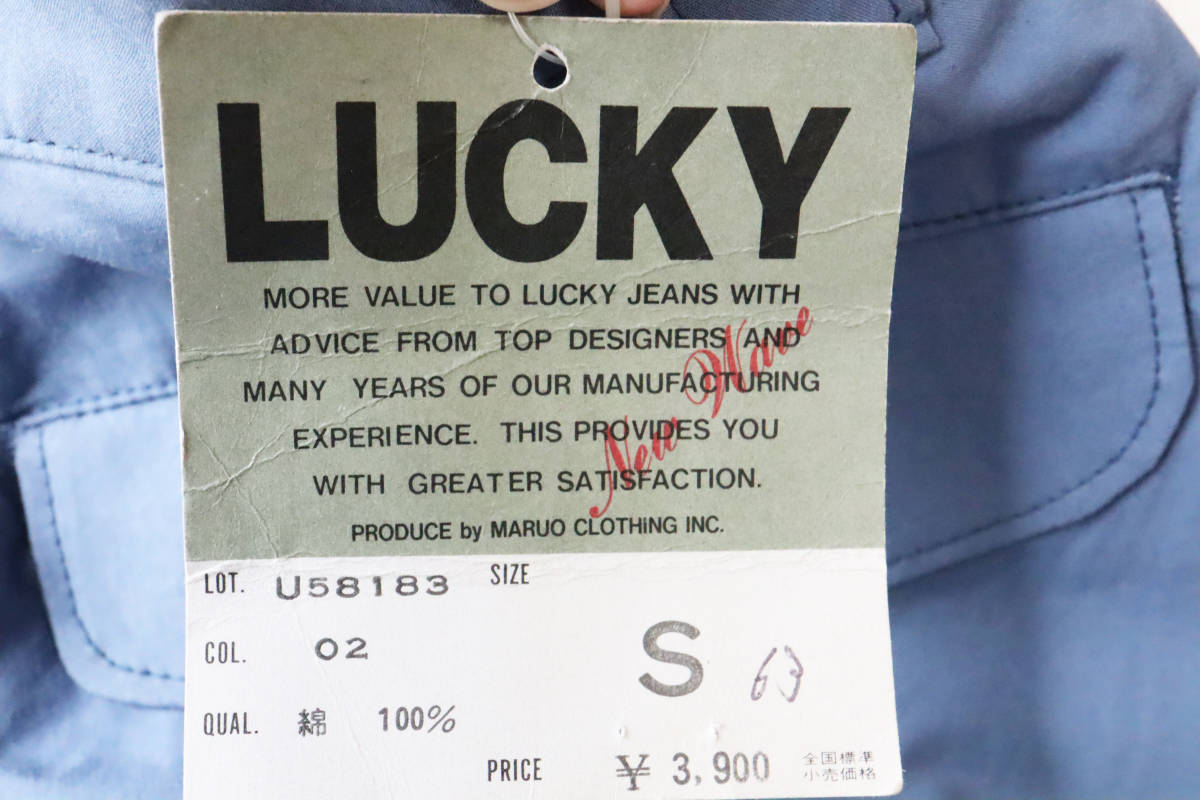 LUCKY
MORE VALUE TO LUCKY JEANS WITH
ADVICE FROM TOP DESIGNERS AND
MANY YEARS OF OUR MANUFACTURING
EXPERIENCE. THIS PROVIDES YOU
WITH GREATER SATISFACTION.
New Wave
PRODUCE by MARUO CLOTHiNG INC.
LOT. U58183 SIZE
COL. 02 S 63
QUAL. 綿 100%
PRICE ¥ 3,900 全国標準
小売価格